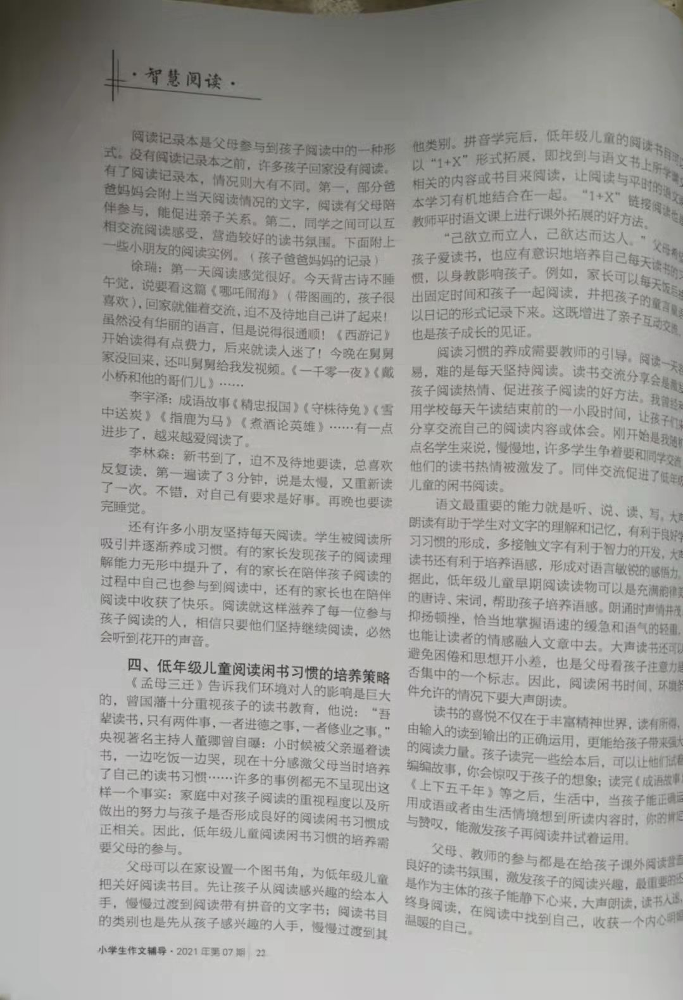 ·智慧阅读·
阅读记录本是父母参与到孩子阅读中的一种形
式。没有阅读记录本之前，许多孩子回家没有阅读。
有了阅读记录本，情况则大有不同。第一，部分爸
爸妈妈会附上当天阅读情况的文字，阅读有父母陪
伴参与，能促进亲子关系。第二，同学之间可以互
相交流阅读感受，营造较好的读书氛围。下面附上
一些小朋友的阅读实例。（孩子爸爸妈妈的记录）
徐瑞：第一天阅读感觉很好。今天背古诗不睡
午觉，说要看这篇《哪吒闹海》（带图画的，孩子很
喜欢），回家就催着交流，迫不及待地自己讲了起来！
虽然没有华丽的语言，但是说得很通顺！《西游记》
开始读得有点费力，后来就读人迷了！今晚在舅舅
家没回来，还叫舅舅给我发视频。《一千零一夜》《戴
小桥和他的哥们儿》……
李宇泽：成语故事《精忠报国》《守株待兔》《雪
中送炭》《指鹿为马》《煮酒论英雄》……有一点
进步了，越来越爱阅读了。
李林森：新书到了，迫不及待地要读，总喜欢
反复读，第一遍读了3分钟，说是太慢，又重新读
了一次。不错，对自己有要求是好事。再晚也要读
完睡觉。
还有许多小朋友坚持每天阅读。学生被阅读所
吸引并逐渐养成习惯。有的家长发现孩子的阅读理
解能力无形中提升了，有的家长在陪伴孩子阅读的
过程中自己也参与到阅读中，还有的家长也在陪伴
阅读中收获了快乐。阅读就这样滋养了每一位参与
孩子阅读的人，相信只要他们坚持继续阅读，必然
会听到花开的声音。
四、低年级儿童阅读闲书习惯的培养策略
《孟母三迁》告诉我们环境对人的影响是巨大
的，曾国藩十分重视孩子的读书教育，他说：“吾
辈读书，只有两件事，一者进德之事，一者修业之事。”
央视著名主持人董卿曾自曝：小时候被父亲逼着读
书，一边吃饭一边哭，现在十分感激父母当时培养
了自己的读书习惯……许多的事例都无不呈现出这
样一个事实：家庭中对孩子阅读的重视程度以及所
做出的努力与孩子是否形成良好的阅读闲书习惯成
正相关。因此，低年级儿童阅读闲书习惯的培养需
要父母的参与。
父母可以在家设置一个图书角，为低年级儿童
把关好阅读书目。先让孩子从阅读感兴趣的绘本人
手，慢慢过渡到阅读带有拼音的文字书；阅读书目
的类别也是先从孩子感兴趣的人手，慢慢过渡到其
他类别。拼音学完后，低年级儿童的阅读书目可以
以“1+X”形式拓展，即找到与语文书上所学课文
相关的内容或书目来阅读，让阅读与平时的语文课
本学习有机地结合在一起。“1+X”链接阅读也是
教师平时语文课上进行课外拓展的好方法。
“己欲立而立人，己欲达而达人。”父母希望
孩子爱读书，也应有意识地培养自己每天读书的习
惯，以身教影响孩子。例如，家长可以每天饭后抽
出固定时间和孩子一起阅读，并把孩子的童言童语
以日记的形式记录下来。这既增进了亲子互动交流，
也是孩子成长的见证。
阅读习惯的养成需要教师的引导。阅读一天容
易，难的是每天坚持阅读。读书交流分享会是激发
孩子阅读热情、促进孩子阅读的好方法。我曾经利
用学校每天午读结束前的一小段时间，让孩子们来
分享交流自己的阅读内容或体会。刚开始是我随机
点名学生来说，慢慢地，许多学生争着要和同学交流，
他们的读书热情被激发了。同伴交流促进了低年级
儿童的闲书阅读。
语文最重要的能力就是听、说、读、写。大声
朗读有助于学生对文字的理解和记忆，有利于良好学
习习惯的形成，多接触文字有利于智力的开发，大声
读书还有利于培养语感，形成对语言敏锐的感悟力。
据此，低年级儿童早期阅读读物可以是充满韵律美
的唐诗、宋词，帮助孩子培养语感。朗诵时声情并茂，
抑扬顿挫，恰当地掌握语速的缓急和语气的轻重，
也能让读者的情感融人文章中去。大声读书还可以
避免困倦和思想开小差，也是父母看孩子注意力是
否集中的一个标志。因此，阅读闲书时间、环境条
件允许的情况下要大声朗读。
读书的喜悦不仅在于丰富精神世界，读有所得，
由输人的读到输出的正确运用，更能给孩子带来强大
的阅读力量。孩子读完一些绘本后，可以让他们试着
编编故事，你会惊叹于孩子的想象；读完《成语故事》
《上下五千年》等之后，生活中，当孩子能正确运
用成语或者由生活情境想到所读内容时，你的肯定
与赞叹，能激发孩子再阅读并试着运用。
父母、教师的参与都是在给孩子课外阅读营造
良好的读书氛围，激发孩子的阅读兴趣，最重要的还
是作为主体的孩子能静下心来，大声朗读，读书人迷，
终身阅读，在阅读中找到自己，收获一个内心明媚
温暖的自己。
小学生作文辅导·2021年第07期 22